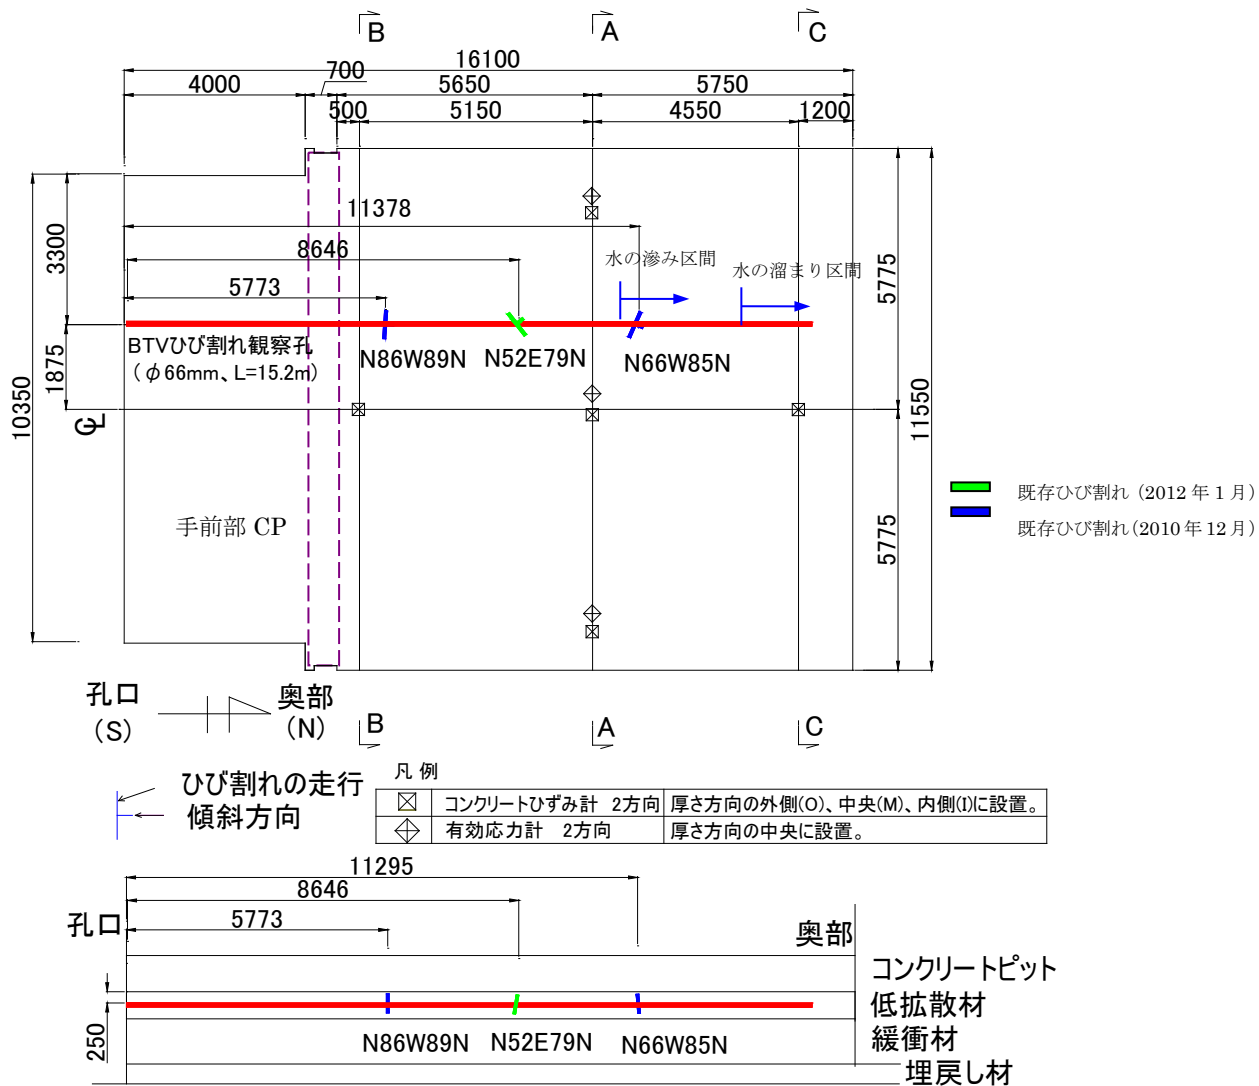 B
A
C
16100
4000
700
5650
5750
500
5150
4550
1200
11378
8646
5773
水の滲み区間
水の溜まり区間
3300
1875
10350
5775
11550
5775
BTVひび割れ観察孔
(φ66mm、L=15.2m)
N86W89N
N52E79N
N66W85N
CL
手前部 CP
既存ひび割れ (2012年1月)
既存ひび割れ(2010年12月)
孔口
(S)
奥部
(N)
B
A
C
ひび割れの走行
傾斜方向
凡 例
コンクリートひずみ計 2方向 厚さ方向の外側(O)、中央(M)、内側(I)に設置。
有効応力計 2方向 厚さ方向の中央に設置。
11295
8646
5773
孔口
奥部
コンクリートピット
低拡散材
緩衝材
埋戻し材
250
N86W89N
N52E79N
N66W85N